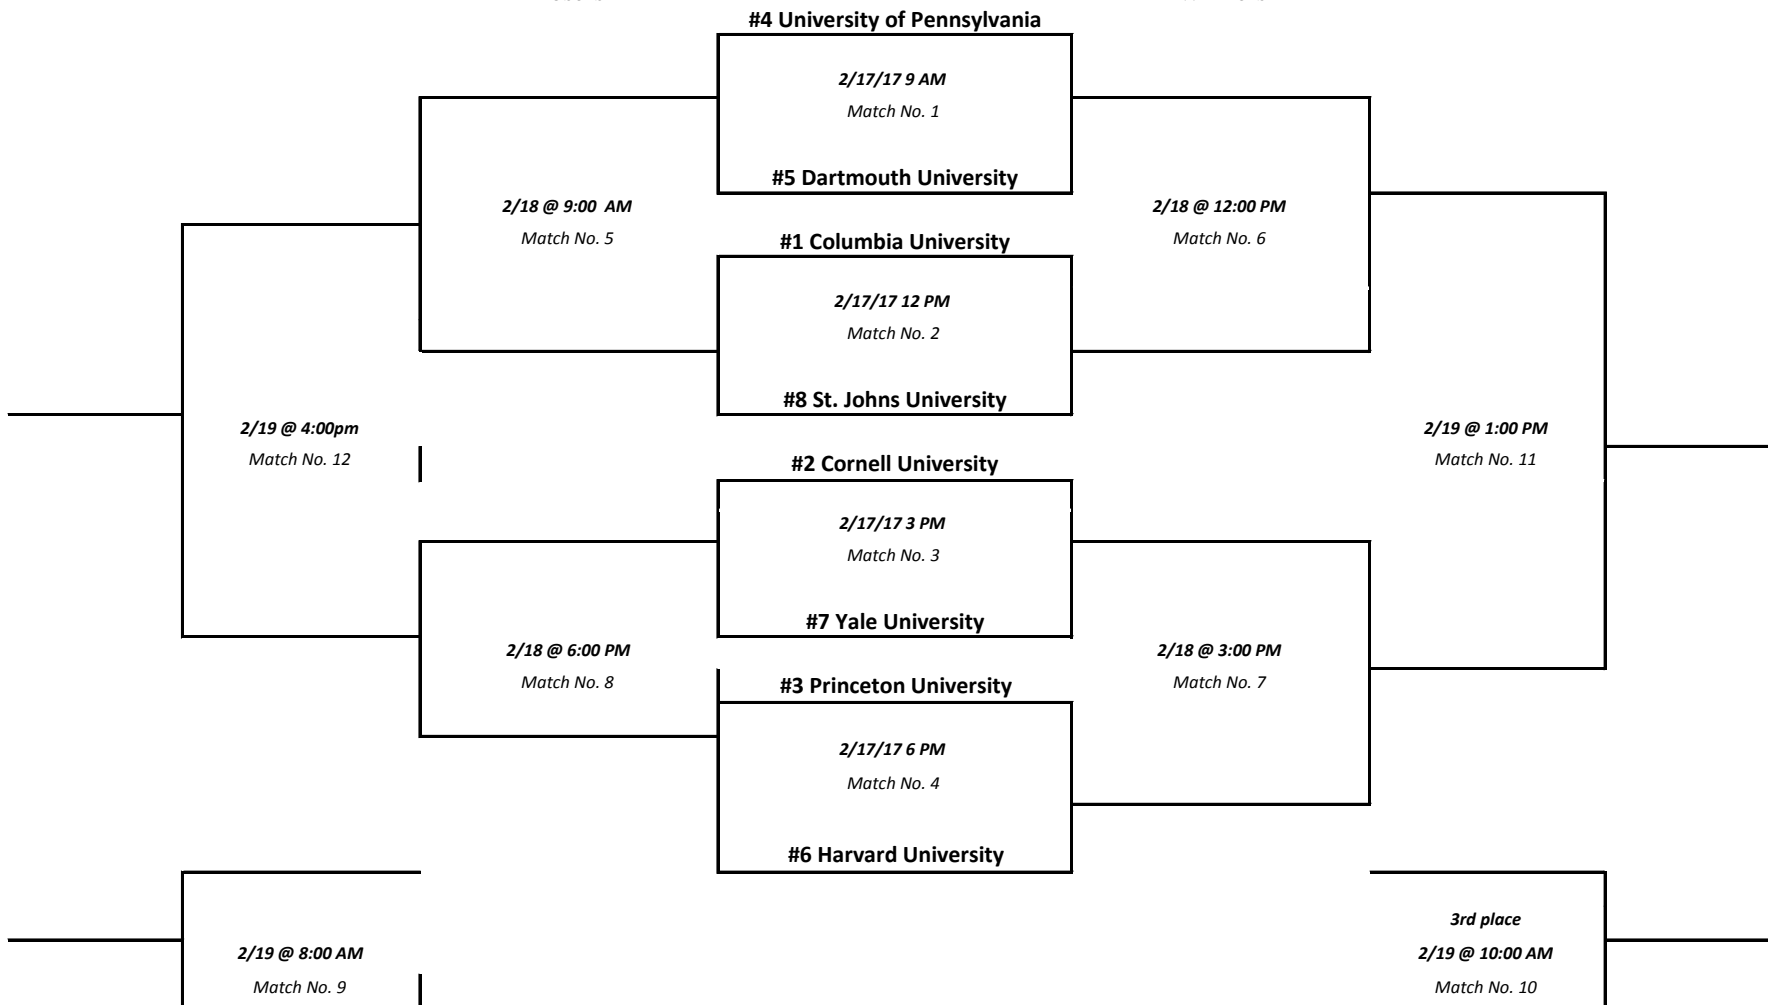 #4 University of Pennsylvania
2/17/17 9 AM
Match No. 1
#5 Dartmouth University
2/18 @ 9:00 AM
Match No. 5
2/18 @ 12:00 PM
Match No. 6
#1 Columbia University
2/17/17 12 PM
Match No. 2
#8 St. Johns University
2/19 @ 4:00pm
Match No. 12
2/19 @ 1:00 PM
Match No. 11
#2 Cornell University
2/17/17 3 PM
Match No. 3
#7 Yale University
2/18 @ 6:00 PM
Match No. 8
2/18 @ 3:00 PM
Match No. 7
#3 Princeton University
2/17/17 6 PM
Match No. 4
#6 Harvard University
2/19 @ 8:00 AM
Match No. 9
3rd place
2/19 @ 10:00 AM
Match No. 10